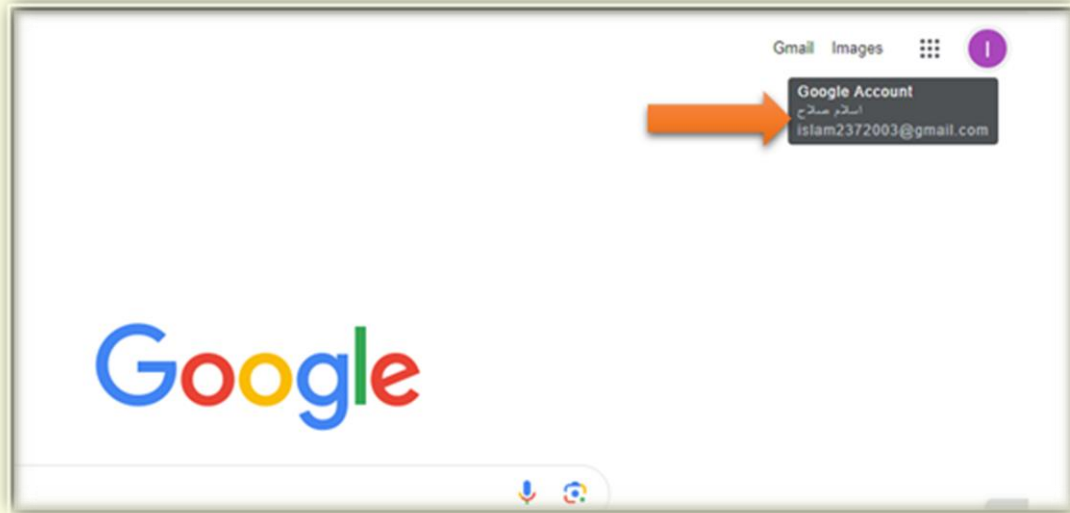 Gmail Images
I
Google Account
اسلام صلاح
islam2372003@gmail.com
Google